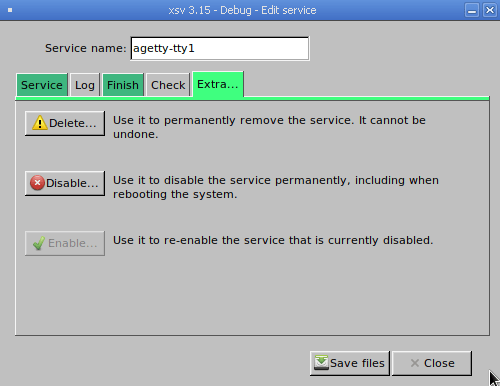 xsv 3.15 - Debug - Edit service
Service name: agetty-tty1
Service Log Finish Check Extra...
Delete... Use it to permanently remove the service. It cannot be
undone.
Disable... Use it to disable the service permanently, including when
rebooting the system.
Enable... Use it to re-enable the service that is currently disabled.
Save files Close